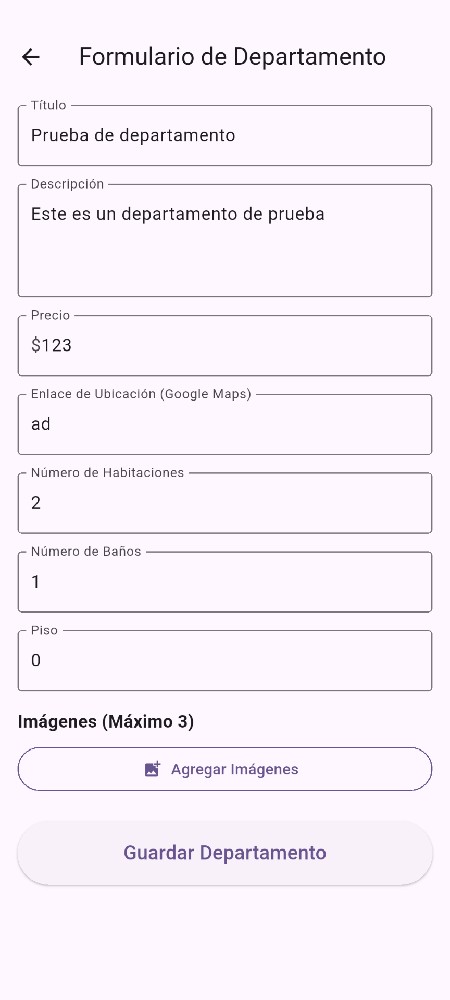 Formulario de Departamento
Título
Prueba de departamento
Descripción
Este es un departamento de prueba
Precio
$123
Enlace de Ubicación (Google Maps)
ad
Número de Habitaciones
2
Número de Baños
1
Piso
0
Imágenes (Máximo 3)
Agregar Imágenes
Guardar Departamento